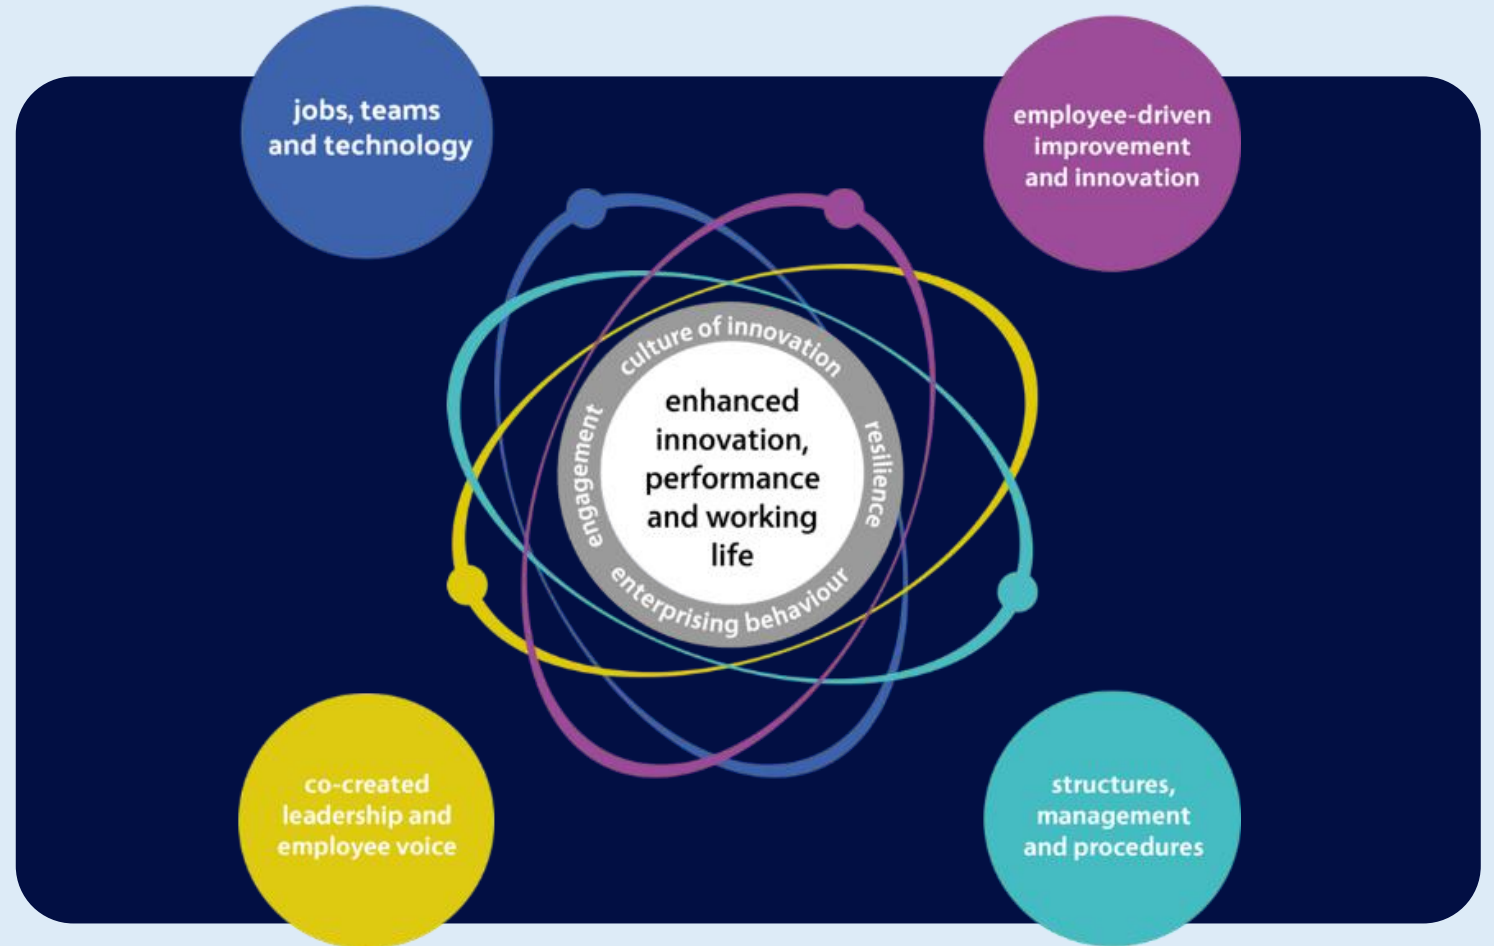 jobs, teams
and technology
employee-driven
improvement
and innovation
culture of innovation
engagement
resilience
enterprising behaviour
enhanced
innovation,
performance
and working
life
co-created
leadership and
employee voice
structures,
management
and procedures